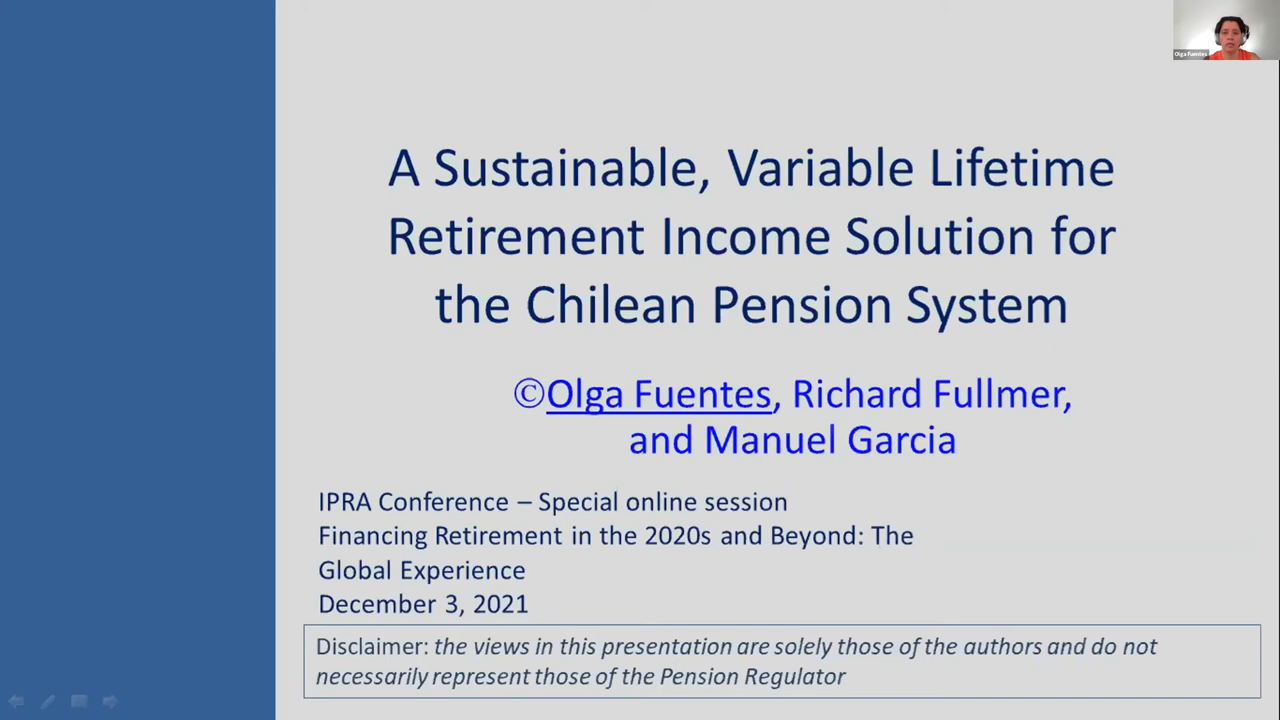 Olga Fuentes
A Sustainable, Variable Lifetime
Retirement Income Solution for
the Chilean Pension System
©Olga Fuentes, Richard Fullmer,
and Manuel Garcia
IPRA Conference – Special online session
Financing Retirement in the 2020s and Beyond: The
Global Experience
December 3, 2021
Disclaimer: the views in this presentation are solely those of the authors and do not
necessarily represent those of the Pension Regulator